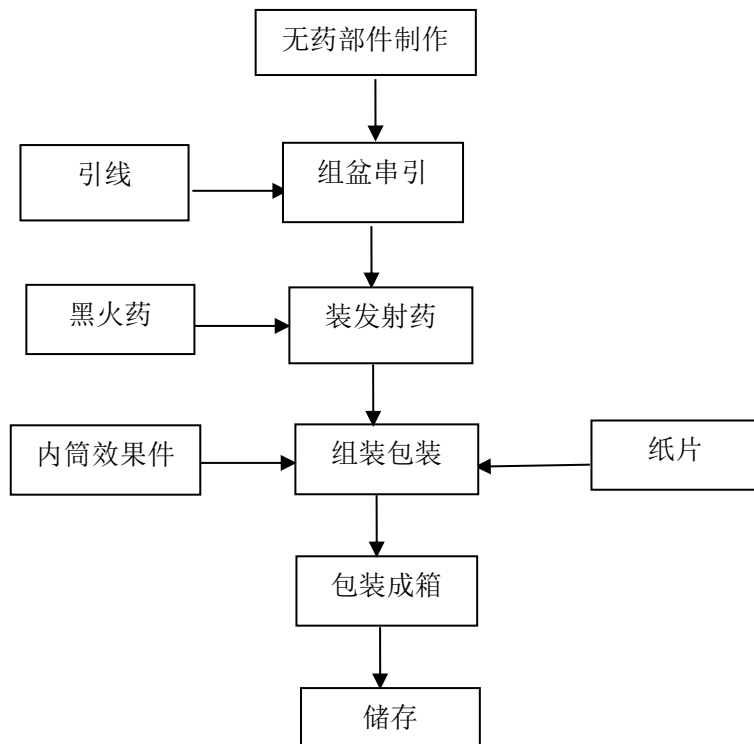 无药部件制作
引线
组盆串引
黑火药
装发射药
内筒效果件
组装包装
纸片
包装成箱
储存